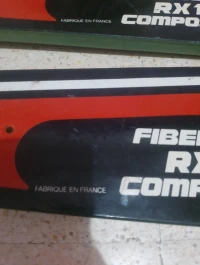 RX1
COMPO
FABRIQUE EN FRANCE
FIBE
RX
COMP
FABRIQUE EN FRANCE